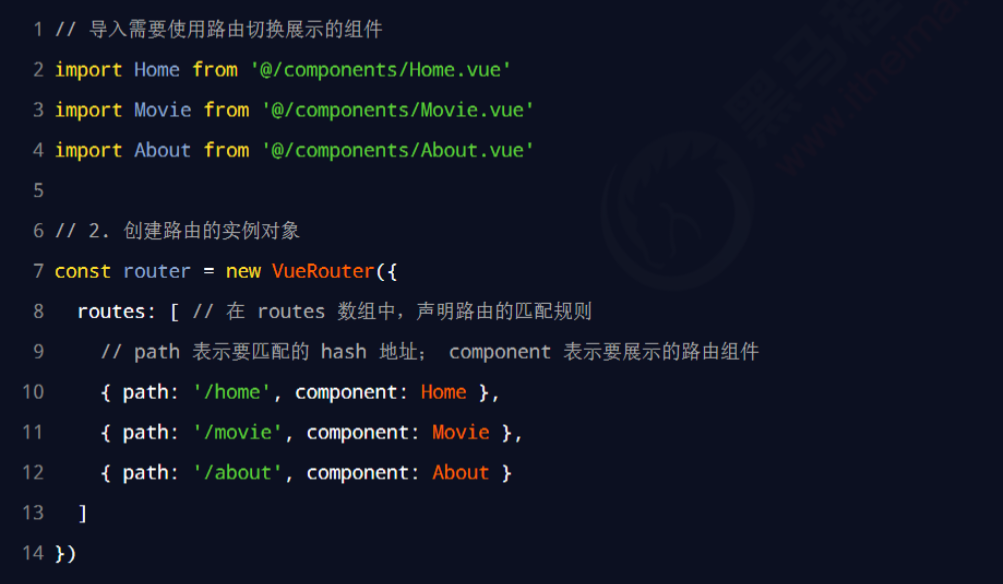 1 // 导入需要使用路由切换展示的组件
2 import Home from '@/components/Home.vue'
3 import Movie from '@/components/Movie.vue'
4 import About from '@/components/About.vue'
5
6 // 2. 创建路由的实例对象
7 const router = new VueRouter({
8   routes: [ // 在 routes 数组中，声明路由的匹配规则
9     // path 表示要匹配的 hash 地址； component 表示要展示的路由组件
10     { path: '/home', component: Home },
11     { path: '/movie', component: Movie },
12     { path: '/about', component: About }
13   ]
14 })